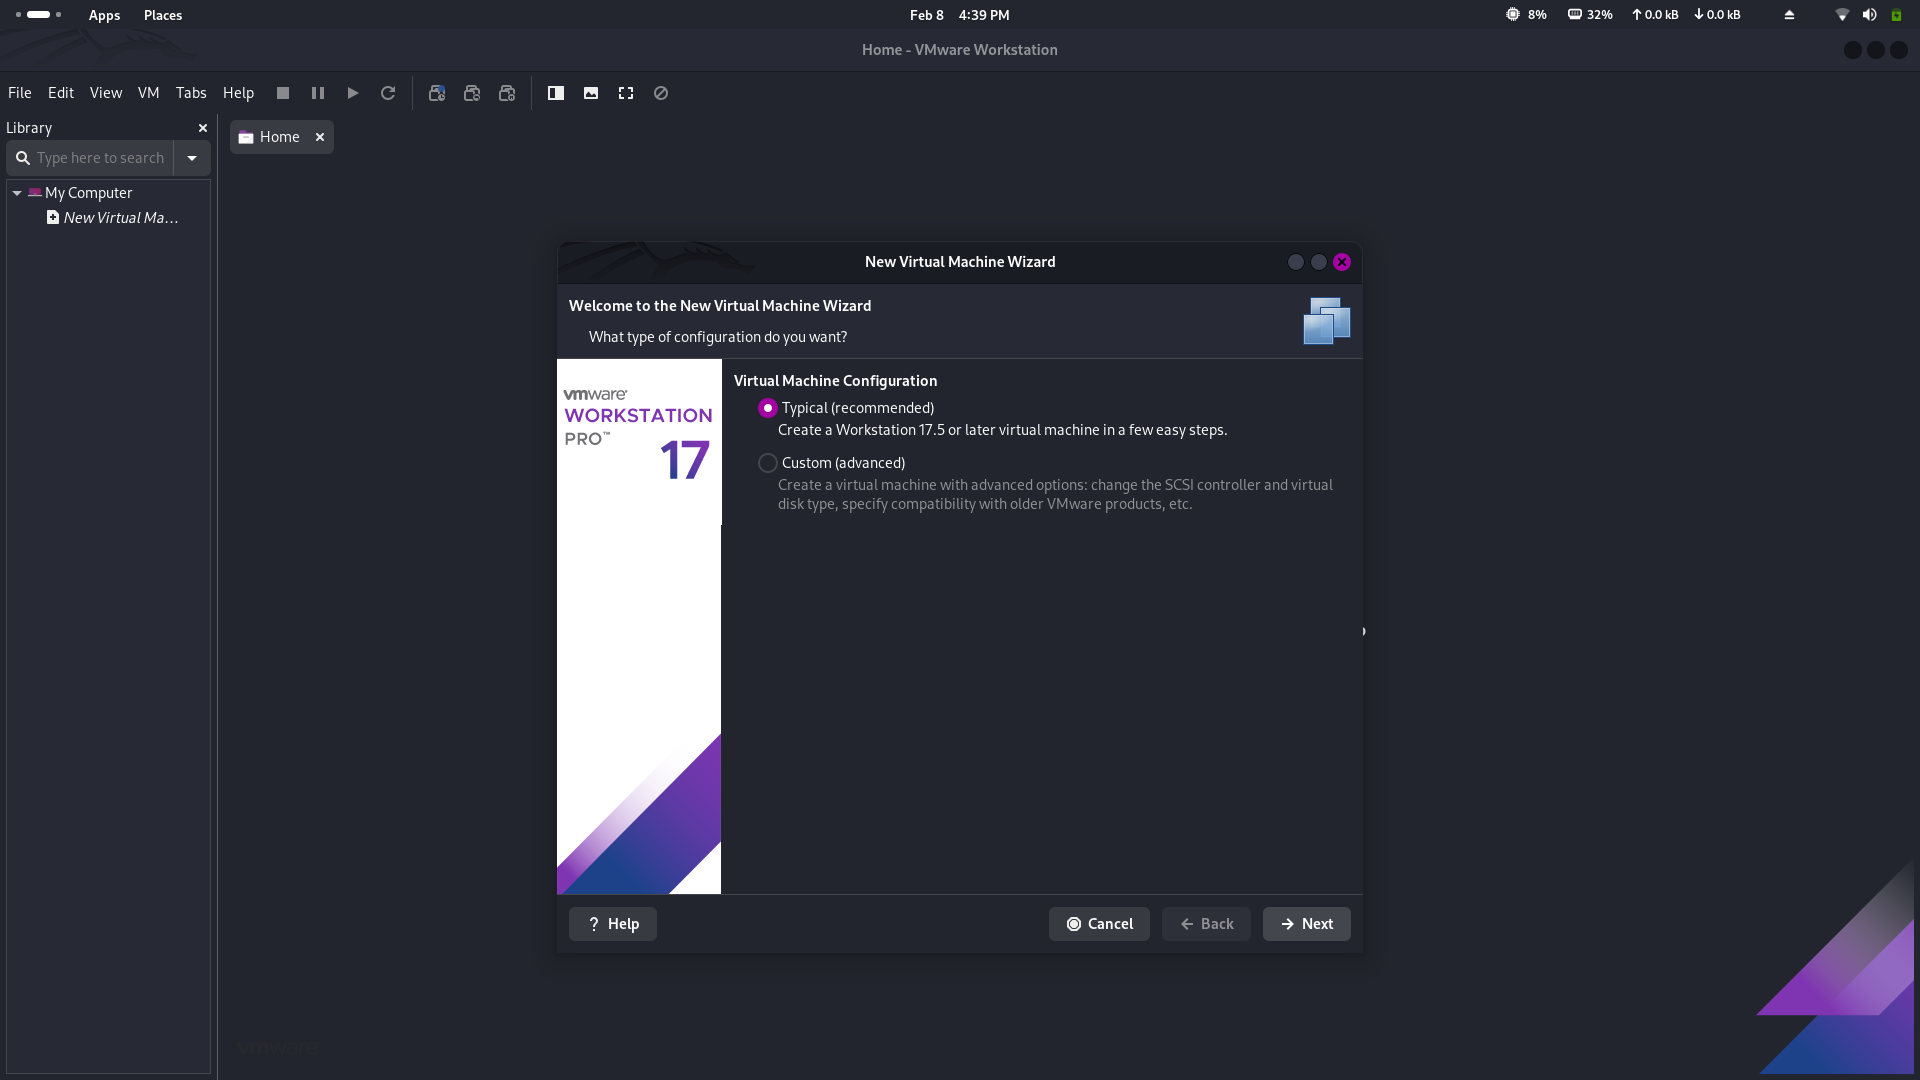 Apps Places Feb 8 4:39 PM 8% 32% 0.0 kB 0.0 kB
Home - VMware Workstation
File Edit View VM Tabs Help
Library
Home
Type here to search
My Computer
New Virtual Ma...
New Virtual Machine Wizard
Welcome to the New Virtual Machine Wizard
What type of configuration do you want?
vmware®
WORKSTATION
PRO™
17
Virtual Machine Configuration
Typical (recommended)
Create a Workstation 17.5 or later virtual machine in a few easy steps.
Custom (advanced)
Create a virtual machine with advanced options: change the SCSI controller and virtual
disk type, specify compatibility with older VMware products, etc.
? Help Cancel Back Next
vmware